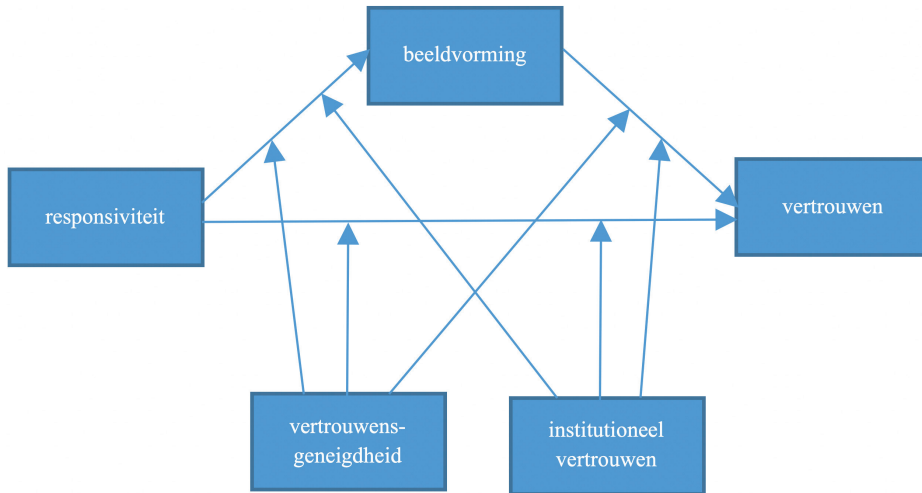 beeldvorming
responsiviteit
vertrouwen
vertrouwens-
geneigdheid
institutioneel
vertrouwen